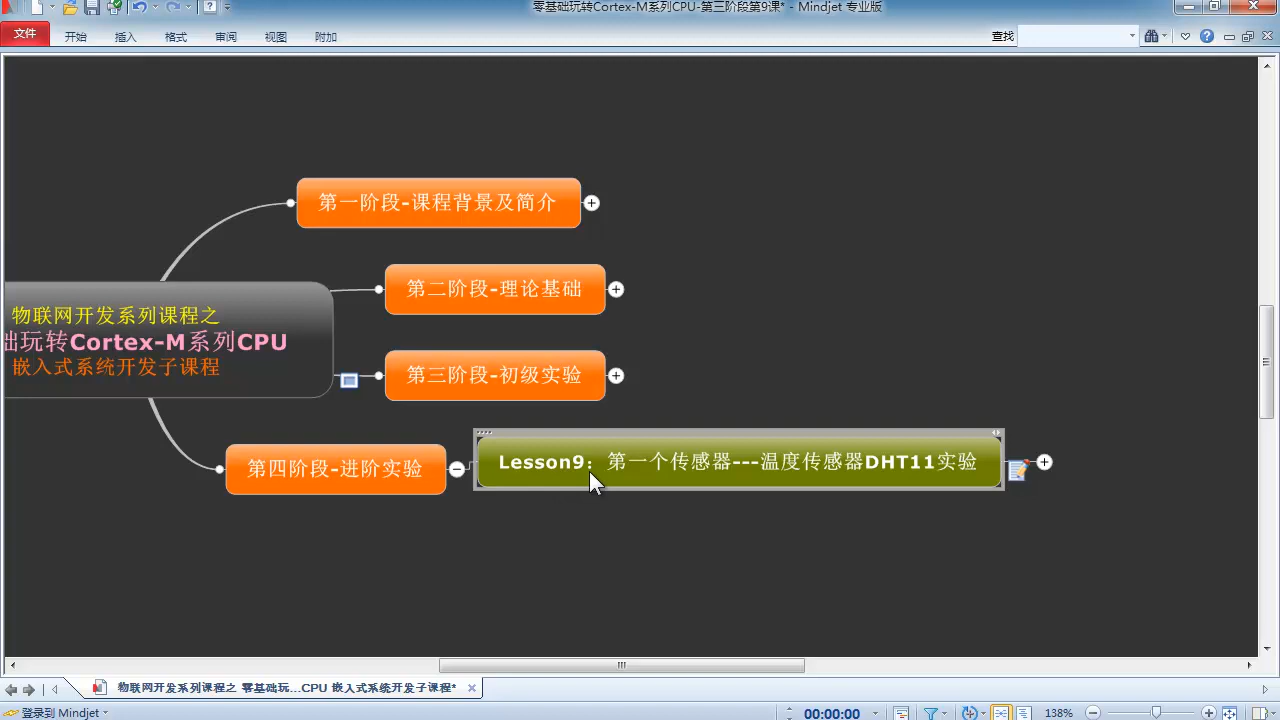 零基础玩转Cortex-M系列CPU-第三阶段第9课* - Mindjet 专业版
文件
开始
插入
格式
审阅
视图
附加
查找
第一阶段-课程背景及简介
第二阶段-理论基础
物联网开发系列课程之
础玩转Cortex-M系列CPU
嵌入式系统开发子课程
第三阶段-初级实验
第四阶段-进阶实验
Lesson9：第一个传感器---温度传感器DHT11实验
物联网开发系列课程之 零基础玩...CPU 嵌入式系统开发子课程*
登录到 Mindjet
00:00:00
138%